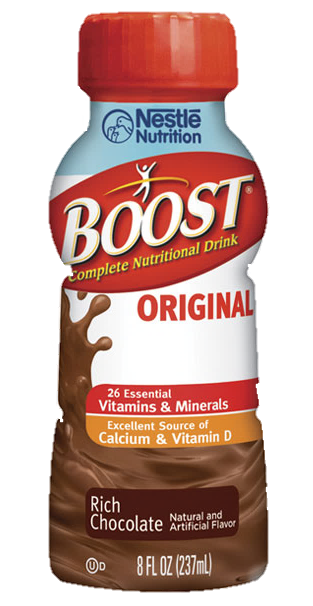 Nestlé
Nutrition
BOOST®
Complete Nutritional Drink
ORIGINAL
26 Essential
Vitamins & Minerals
Excellent Source of
Calcium & Vitamin D
Rich
Chocolate
Natural and
Artificial Flavor
Ⓤ D
8 FL OZ (237mL)